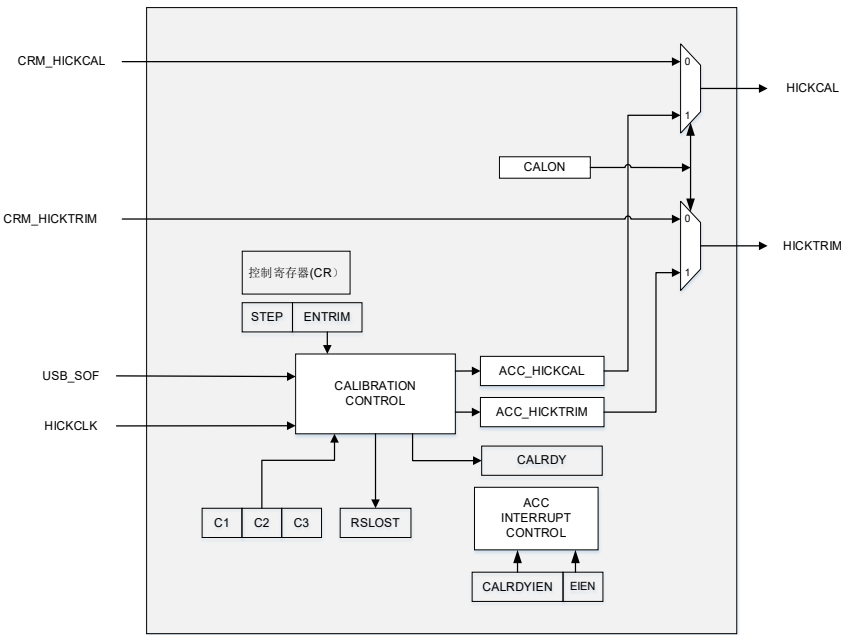 CRM_HICKCAL
0
HICKCAL
1
CALON
CRM_HICKTRIM
0
HICKTRIM
控制寄存器(CR）
1
STEP
ENTRIM
USB_SOF
CALIBRATION
CONTROL
ACC_HICKCAL
HICKCLK
ACC_HICKTRIM
CALRDY
C1
C2
C3
RSLOST
ACC
INTERRUPT
CONTROL
CALRDYIEN
EIEN